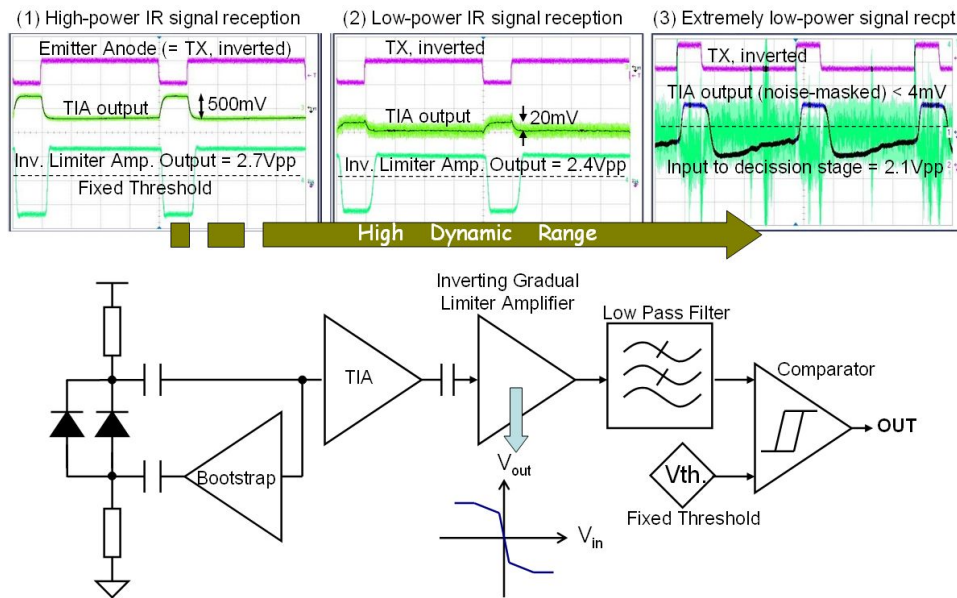 (1) High-power IR signal reception
Emitter Anode (= TX, inverted)
TIA output
500mV
Inv. Limiter Amp. Output = 2.7Vpp
Fixed Threshold
(2) Low-power IR signal reception
TX, inverted
TIA output
20mV
Inv. Limiter Amp. Output = 2.4Vpp
(3) Extremely low-power signal recpt
TX, inverted
TIA output (noise-masked) < 4mV
Input to decission stage = 2.1Vpp
High Dynamic Range
Inverting Gradual
Limiter Amplifier
Low Pass Filter
TIA
Comparator
OUT
Bootstrap
Vout
Vth.
Fixed Threshold
Vin